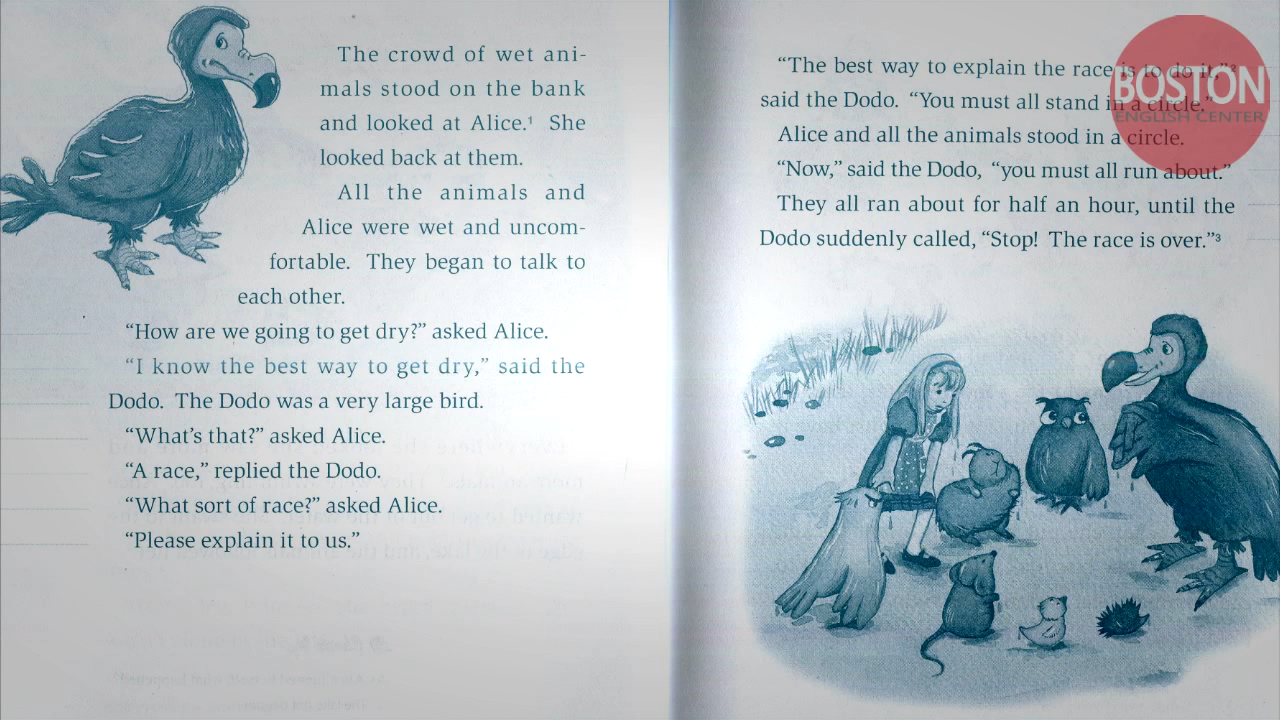 The crowd of wet ani-
mals stood on the bank
and looked at Alice.¹ She
looked back at them.
All the animals and
Alice were wet and uncom-
fortable. They began to talk to
each other.
“How are we going to get dry?” asked Alice.
“I know the best way to get dry,” said the
Dodo. The Dodo was a very large bird.
“What’s that?” asked Alice.
“A race,” replied the Dodo.
“What sort of race?” asked Alice.
“Please explain it to us.”
“The best way to explain the race is to do it,”²
said the Dodo. “You must all stand in a circle.”
Alice and all the animals stood in a circle.
“Now,” said the Dodo, “you must all run about.”
They all ran about for half an hour, until the
Dodo suddenly called, “Stop! The race is over.”³
BOSTON
ENGLISH CENTER